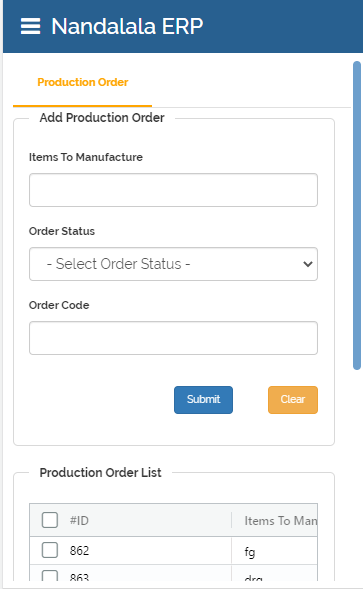 Nandalala ERP
Production Order
Add Production Order
Items To Manufacture
Order Status
- Select Order Status -
Order Code
Submit Clear
Production Order List
#ID Items To Man
862 fg
863 drg